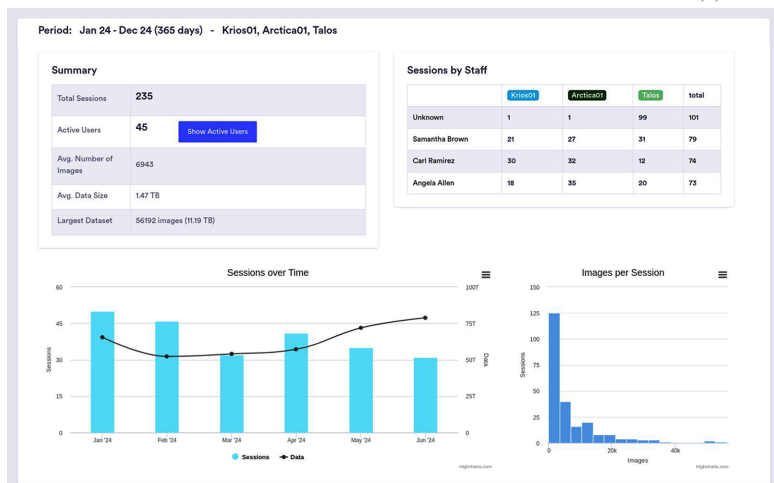 Period: Jan 24 - Dec 24 (365 days) - Krios01, Arctica01, Talos
Summary
Total Sessions 235
Active Users 45 Show Active Users
Avg. Number of Images 6943
Avg. Data Size 1.47 TB
Largest Dataset 56192 images (11.19 TB)
Sessions by Staff
Krios01 Arctica01 Talos total
Unknown 1 1 99 101
Samantha Brown 21 27 31 79
Carl Ramirez 30 32 12 74
Angela Allen 18 35 20 73
Sessions over Time
60 100T
45 75T
30 50T
15 25T
0 0
Sessions
Data
Jan '24 Feb '24 Mar '24 Apr '24 May '24 Jun '24
Sessions Data
Highcharts.com
Images per Session
150
125
100
75
50
25
0
Sessions
0 20k 40k
Images
Highcharts.com